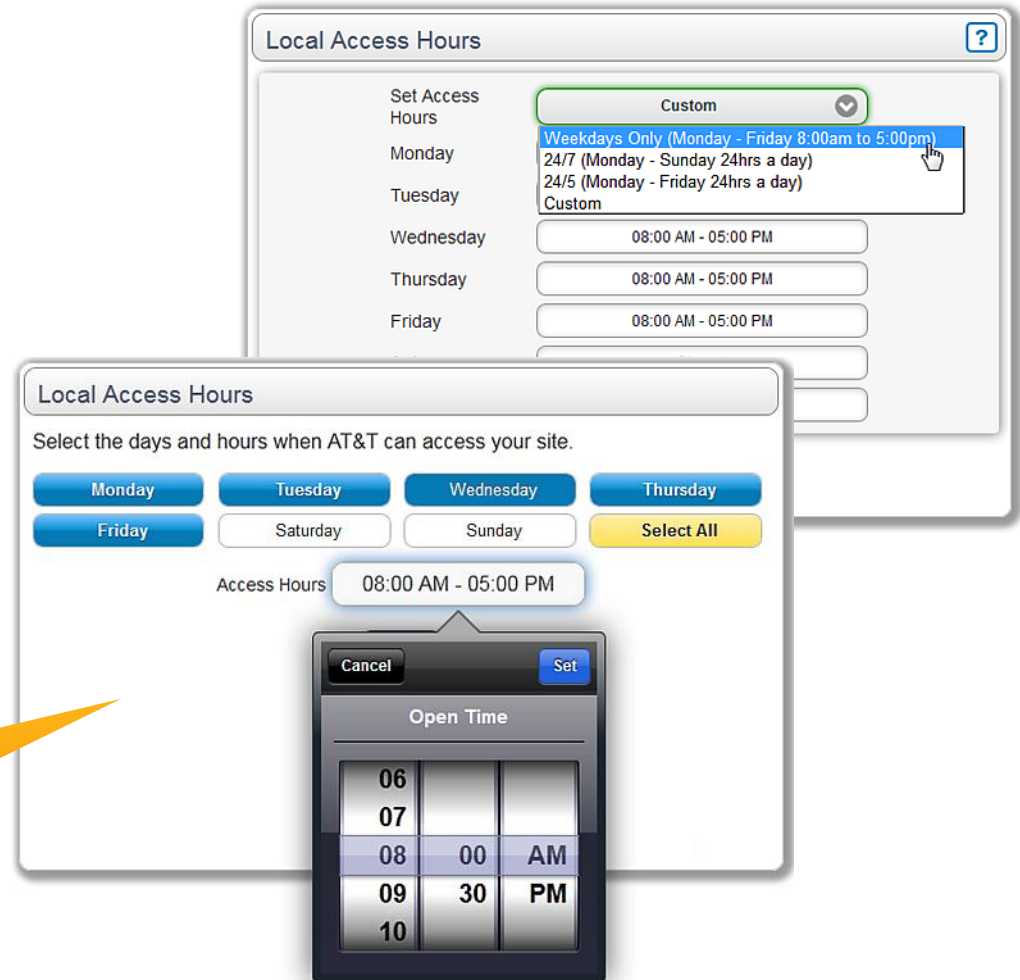 Local Access Hours
?
Set Access
Hours
Custom
Weekdays Only (Monday - Friday 8:00am to 5:00pm)
24/7 (Monday - Sunday 24hrs a day)
24/5 (Monday - Friday 24hrs a day)
Custom
Monday
Tuesday
Wednesday 08:00 AM - 05:00 PM
Thursday 08:00 AM - 05:00 PM
Friday 08:00 AM - 05:00 PM
Local Access Hours
Select the days and hours when AT&T can access your site.
Monday Tuesday Wednesday Thursday
Friday Saturday Sunday Select All
Access Hours 08:00 AM - 05:00 PM
Cancel Set
Open Time
06
07
08 00 AM
09 30 PM
10